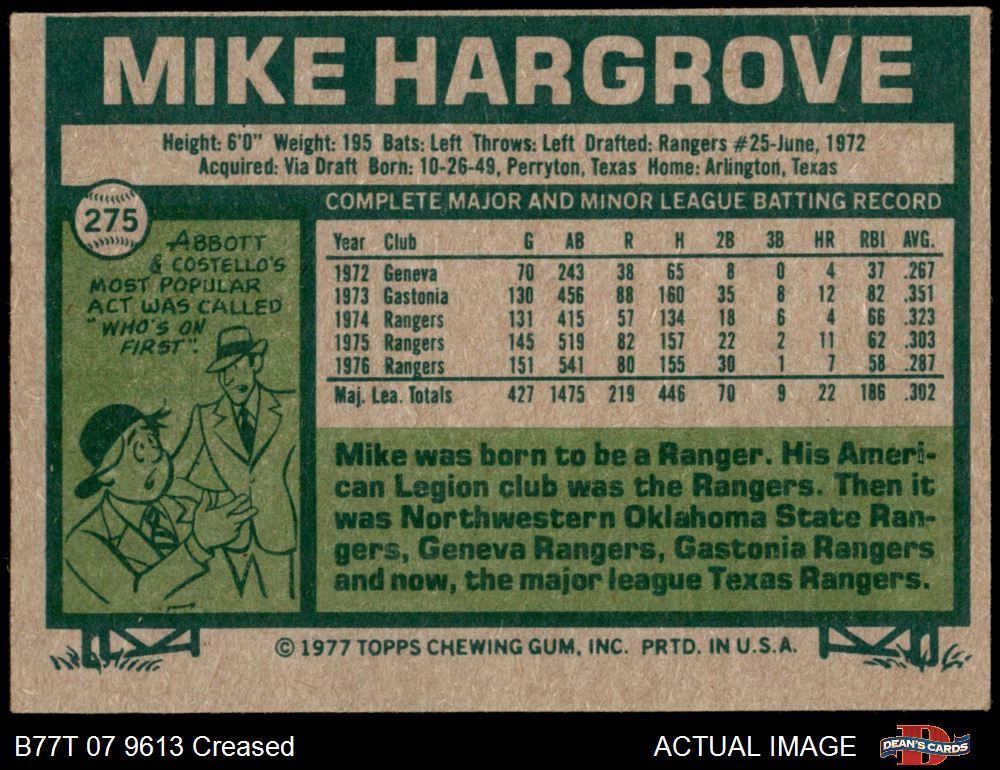 MIKE HARGROVE
Height: 6'0" Weight: 195 Bats: Left Throws: Left Drafted: Rangers #25-June, 1972
Acquired: Via Draft Born: 10-26-49, Perryton, Texas Home: Arlington, Texas
275
ABBOTT
& COSTELLO'S
MOST POPULAR
ACT WAS CALLED
"WHO'S ON
FIRST".
COMPLETE MAJOR AND MINOR LEAGUE BATTING RECORD
Year Club G AB R H 2B 3B HR RBI AVG.
1972 Geneva 70 243 38 65 8 0 4 37 .267
1973 Gastonia 130 456 88 160 35 8 12 82 .351
1974 Rangers 131 415 57 134 18 6 4 66 .323
1975 Rangers 145 519 82 157 22 2 11 62 .303
1976 Rangers 151 541 80 155 30 1 7 58 .287
Maj. Lea. Totals 427 1475 219 446 70 9 22 186 .302
Mike was born to be a Ranger. His Ameri-
can Legion club was the Rangers. Then it
was Northwestern Oklahoma State Ran-
gers, Geneva Rangers, Gastonia Rangers
and now, the major league Texas Rangers.
© 1977 TOPPS CHEWING GUM, INC. PRTD. IN U.S.A.
B77T 07 9613 Creased
ACTUAL IMAGE
DEAN'S CARDS